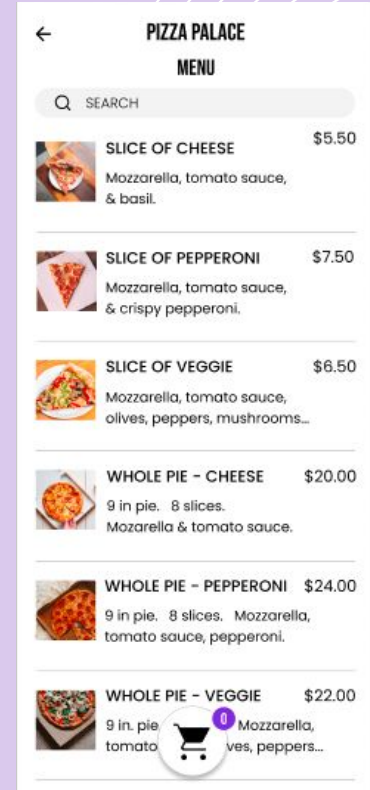 PIZZA PALACE
MENU
SEARCH
SLICE OF CHEESE $5.50
Mozzarella, tomato sauce,
& basil.
SLICE OF PEPPERONI $7.50
Mozzarella, tomato sauce,
& crispy pepperoni.
SLICE OF VEGGIE $6.50
Mozzarella, tomato sauce,
olives, peppers, mushrooms...
WHOLE PIE - CHEESE $20.00
9 in pie. 8 slices.
Mozarella & tomato sauce.
WHOLE PIE - PEPPERONI $24.00
9 in pie. 8 slices. Mozzarella,
tomato sauce, pepperoni.
WHOLE PIE - VEGGIE $22.00
9 in. pie 0 Mozzarella,
tomato ves, peppers...